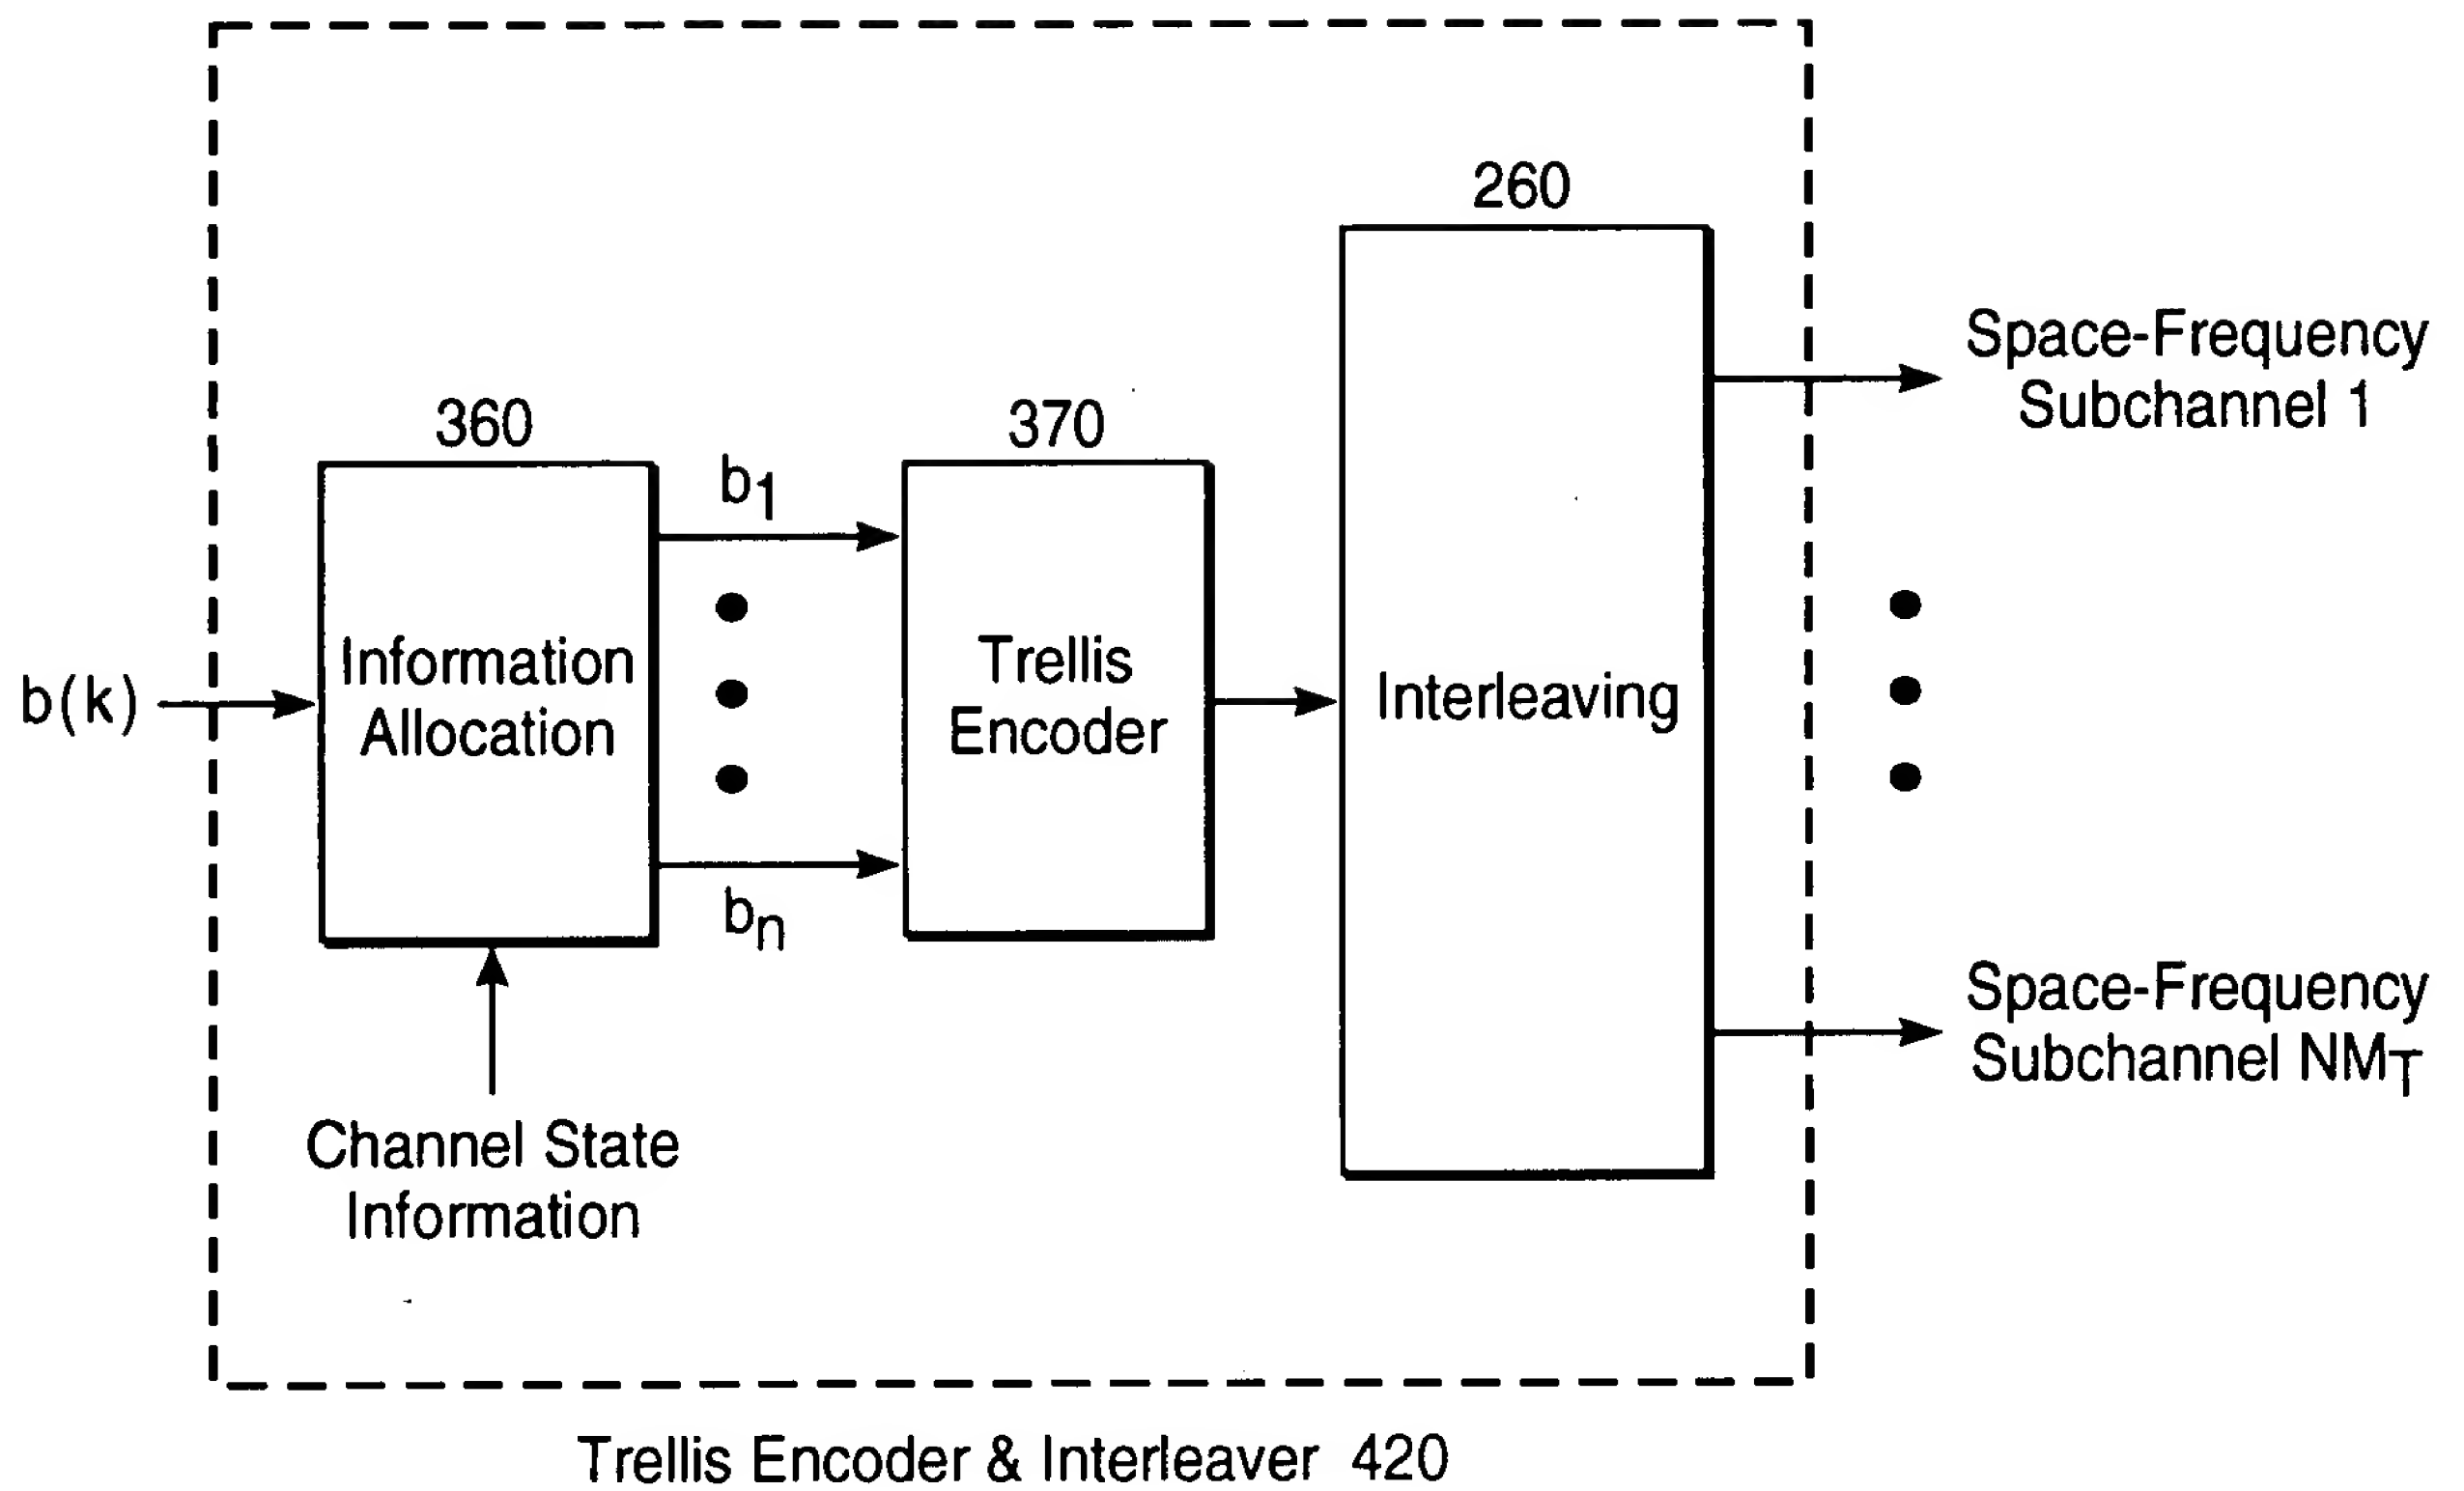 260
Space-Frequency
Subchannel 1
360
370
b1
Information
Allocation
Trellis
Encoder
Interleaving
b(k)
bn
Space-Frequency
Subchannel NMT
Channel State
Information
Trellis Encoder & Interleaver 420